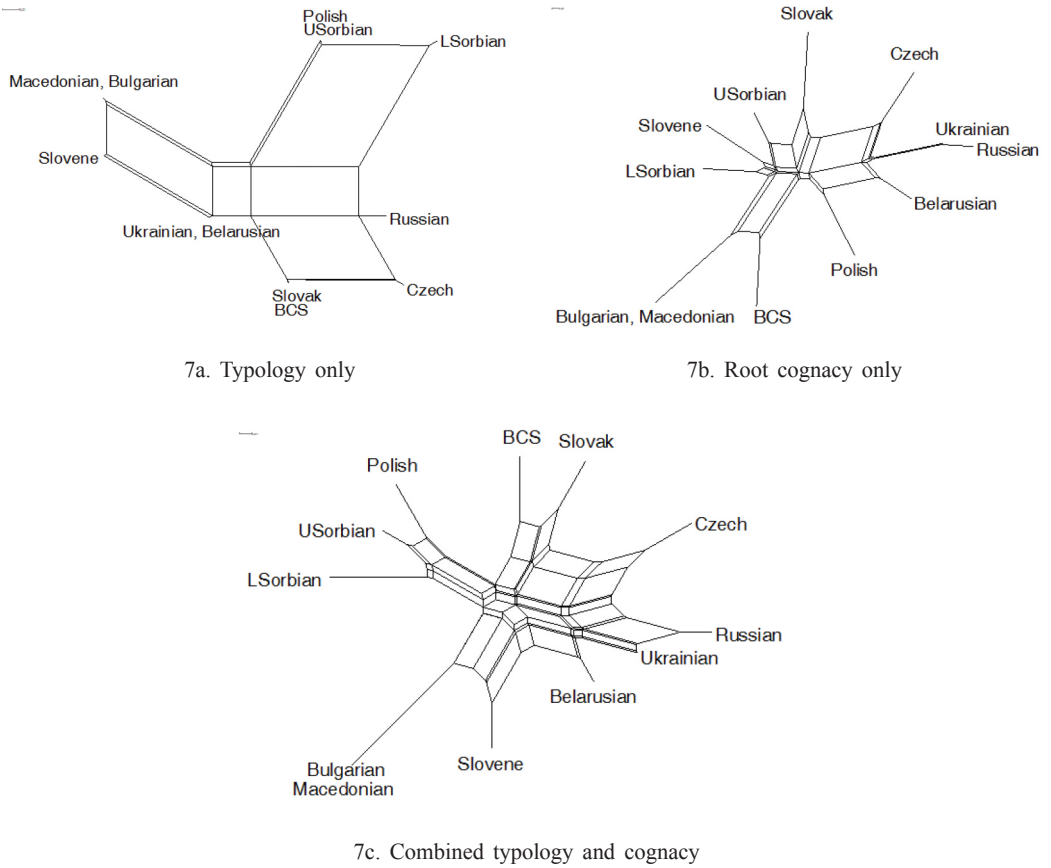 Polish
USorbian
LSorbian
Macedonian, Bulgarian
Slovene
Ukrainian, Belarusian
Russian
Slovak
BCS
Czech
7a. Typology only
Slovak
Czech
USorbian
Slovene
Ukrainian
Russian
LSorbian
Belarusian
Polish
Bulgarian, Macedonian
BCS
7b. Root cognacy only
BCS
Slovak
Polish
Czech
USorbian
LSorbian
Russian
Ukrainian
Belarusian
Slovene
Bulgarian
Macedonian
7c. Combined typology and cognacy